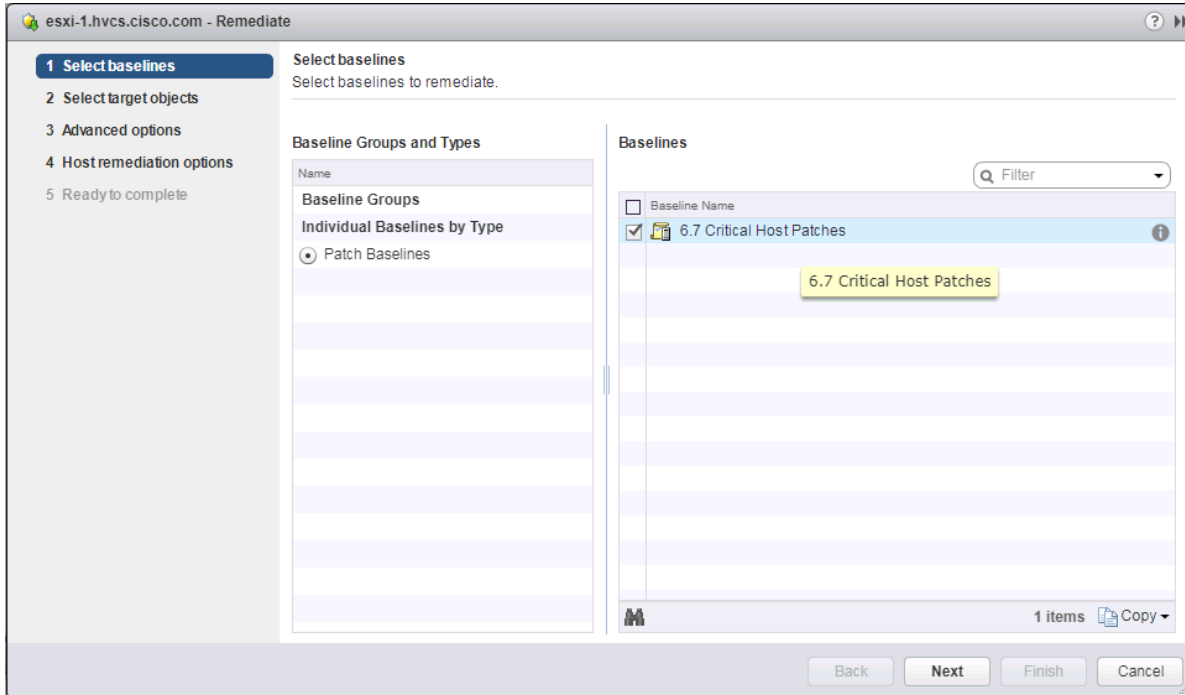 esxi-1.hvcs.cisco.com - Remediate
1 Select baselines
2 Select target objects
3 Advanced options
4 Host remediation options
5 Ready to complete
Select baselines
Select baselines to remediate.
Baseline Groups and Types
Name
Baseline Groups
Individual Baselines by Type
Patch Baselines
Baselines
Filter
Baseline Name
6.7 Critical Host Patches
6.7 Critical Host Patches
1 items Copy
Back Next Finish Cancel